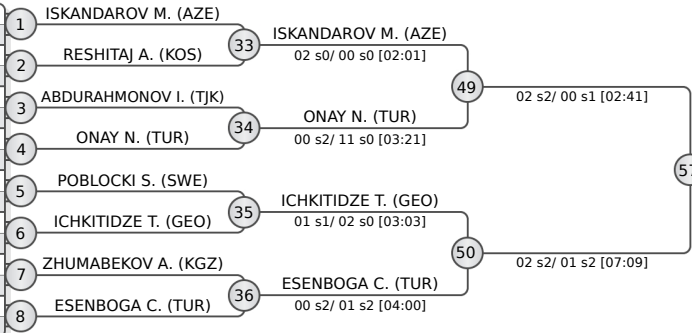 1
ISKANDAROV M. (AZE)
2
RESHITAJ A. (KOS)
33
ISKANDAROV M. (AZE)
02 s0/ 00 s0 [02:01]
3
ABDURAHMONOV I. (TJK)
4
ONAY N. (TUR)
34
ONAY N. (TUR)
00 s2/ 11 s0 [03:21]
49
02 s2/ 00 s1 [02:41]
5
POBLOCKI S. (SWE)
6
ICHKITIDZE T. (GEO)
35
ICHKITIDZE T. (GEO)
01 s1/ 02 s0 [03:03]
7
ZHUMABEKOV A. (KGZ)
8
ESENBOGA C. (TUR)
36
ESENBOGA C. (TUR)
00 s2/ 01 s2 [04:00]
50
02 s2/ 01 s2 [07:09]
57